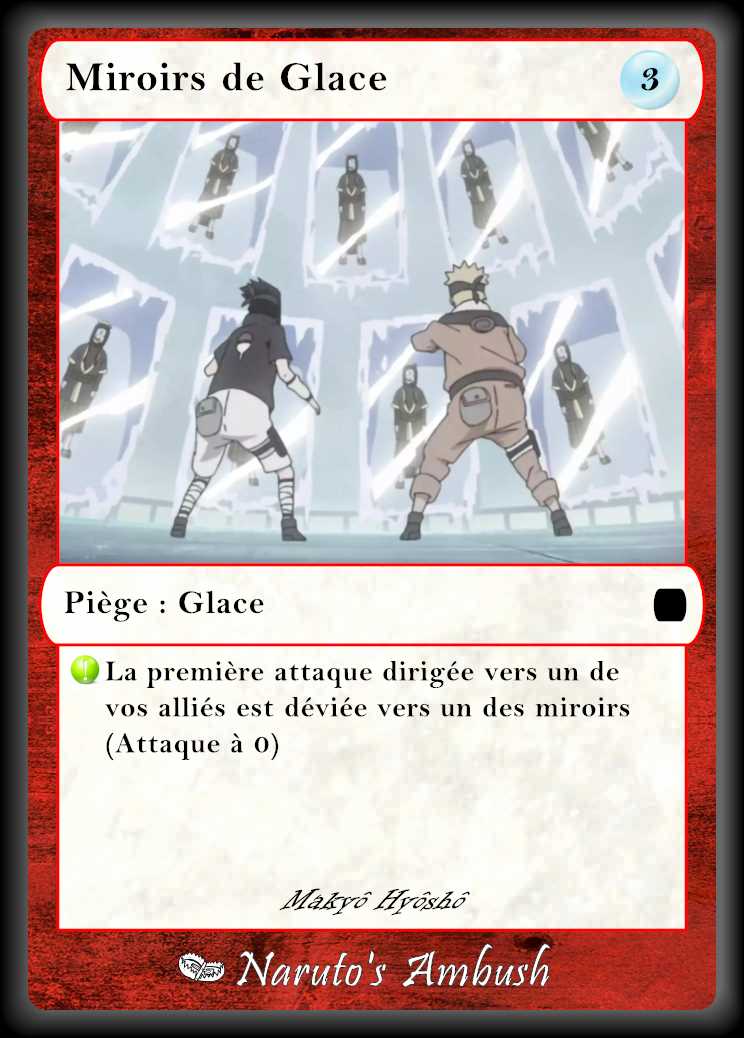 Miroirs de Glace
3
Piège : Glace
! La première attaque dirigée vers un de
vos alliés est déviée vers un des miroirs
(Attaque à 0)
Makyô Hyôshô
Naruto's Ambush